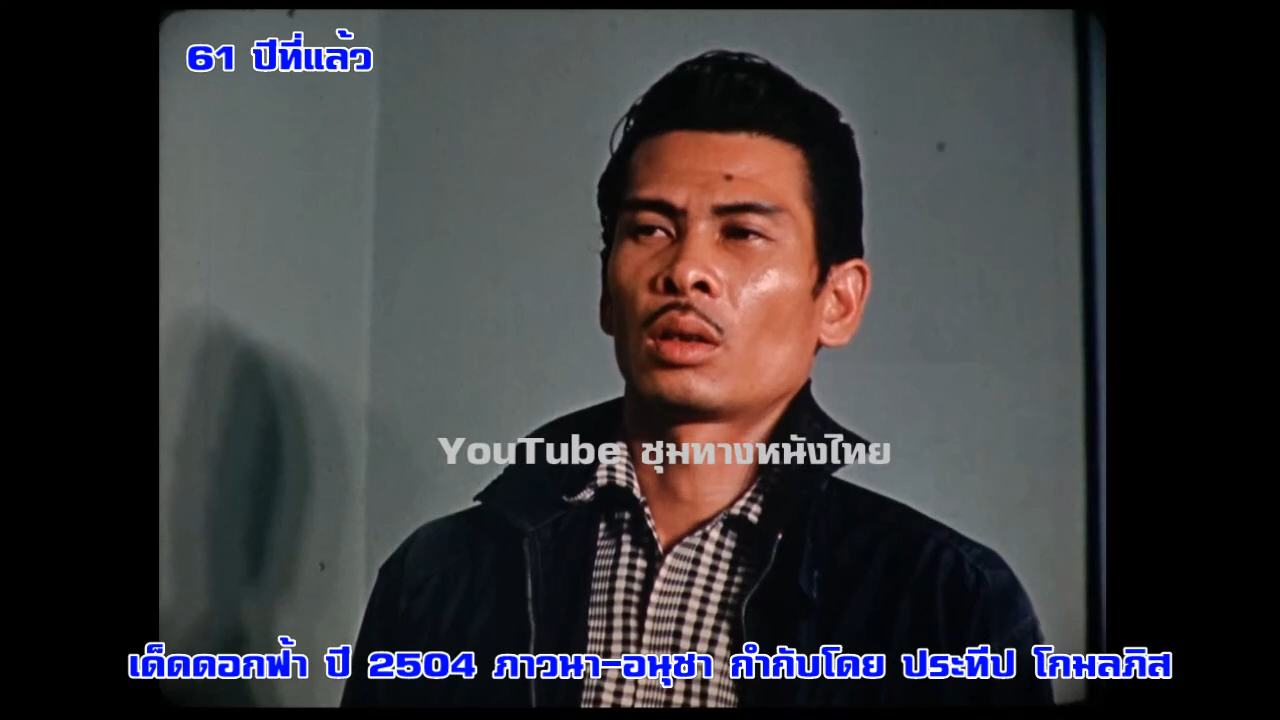 61 ปีที่แล้ว
YouTube ชุมทางหนังไทย
เด็ดดอกฟ้า ปี 2504 ภาวนา-อนุชา กำกับโดย ประทีป โกมลภิส